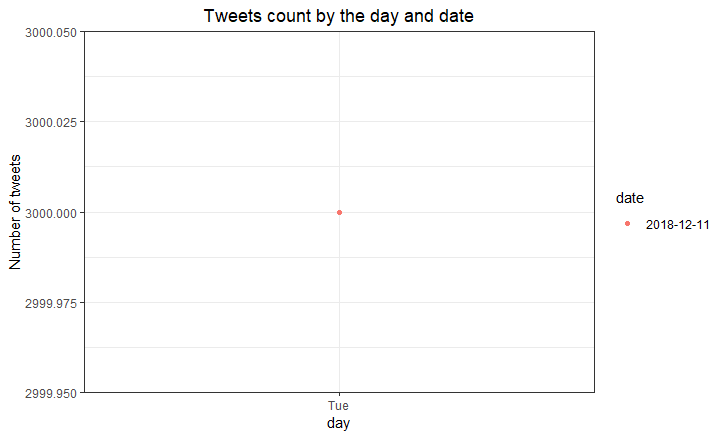 Tweets count by the day and date
Number of tweets
3000.050
3000.025
3000.000
2999.975
2999.950
Tue
day
date
2018-12-11